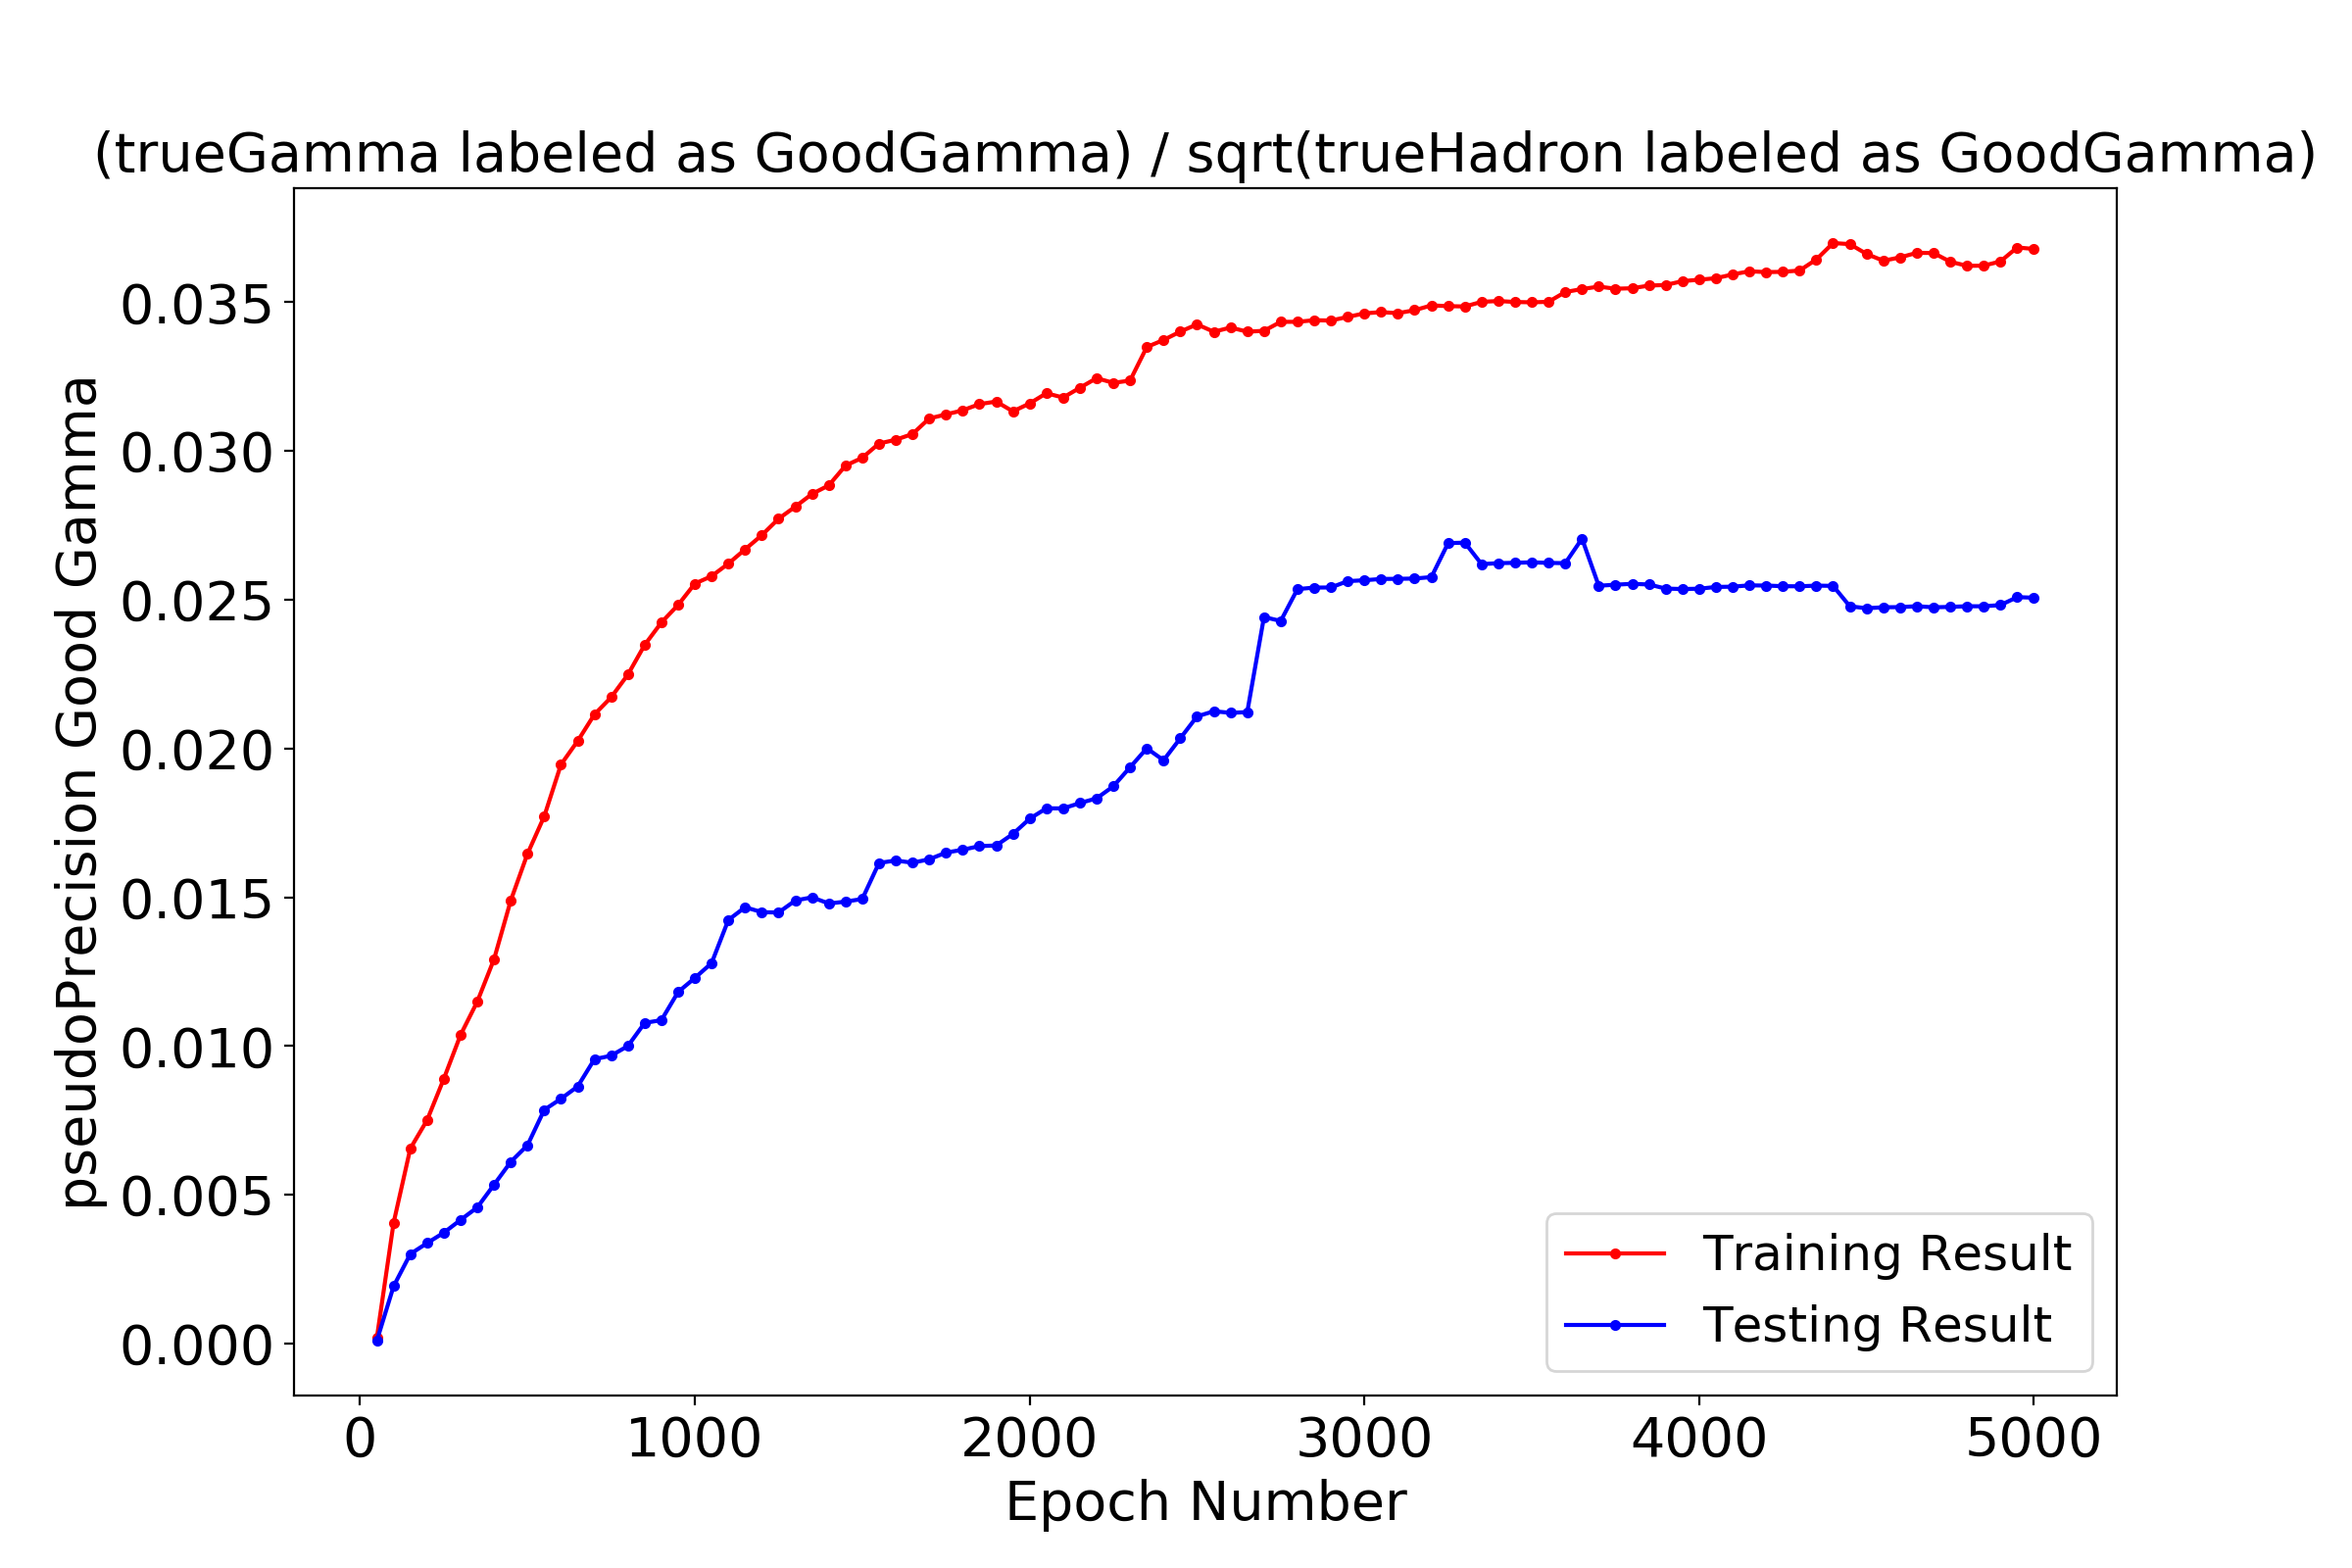 (trueGamma labeled as GoodGamma) / sqrt(trueHadron labeled as GoodGamma)
pseudoPrecision Good Gamma
0.035
0.030
0.025
0.020
0.015
0.010
0.005
0.000
Training Result
Testing Result
0 1000 2000 3000 4000 5000
Epoch Number